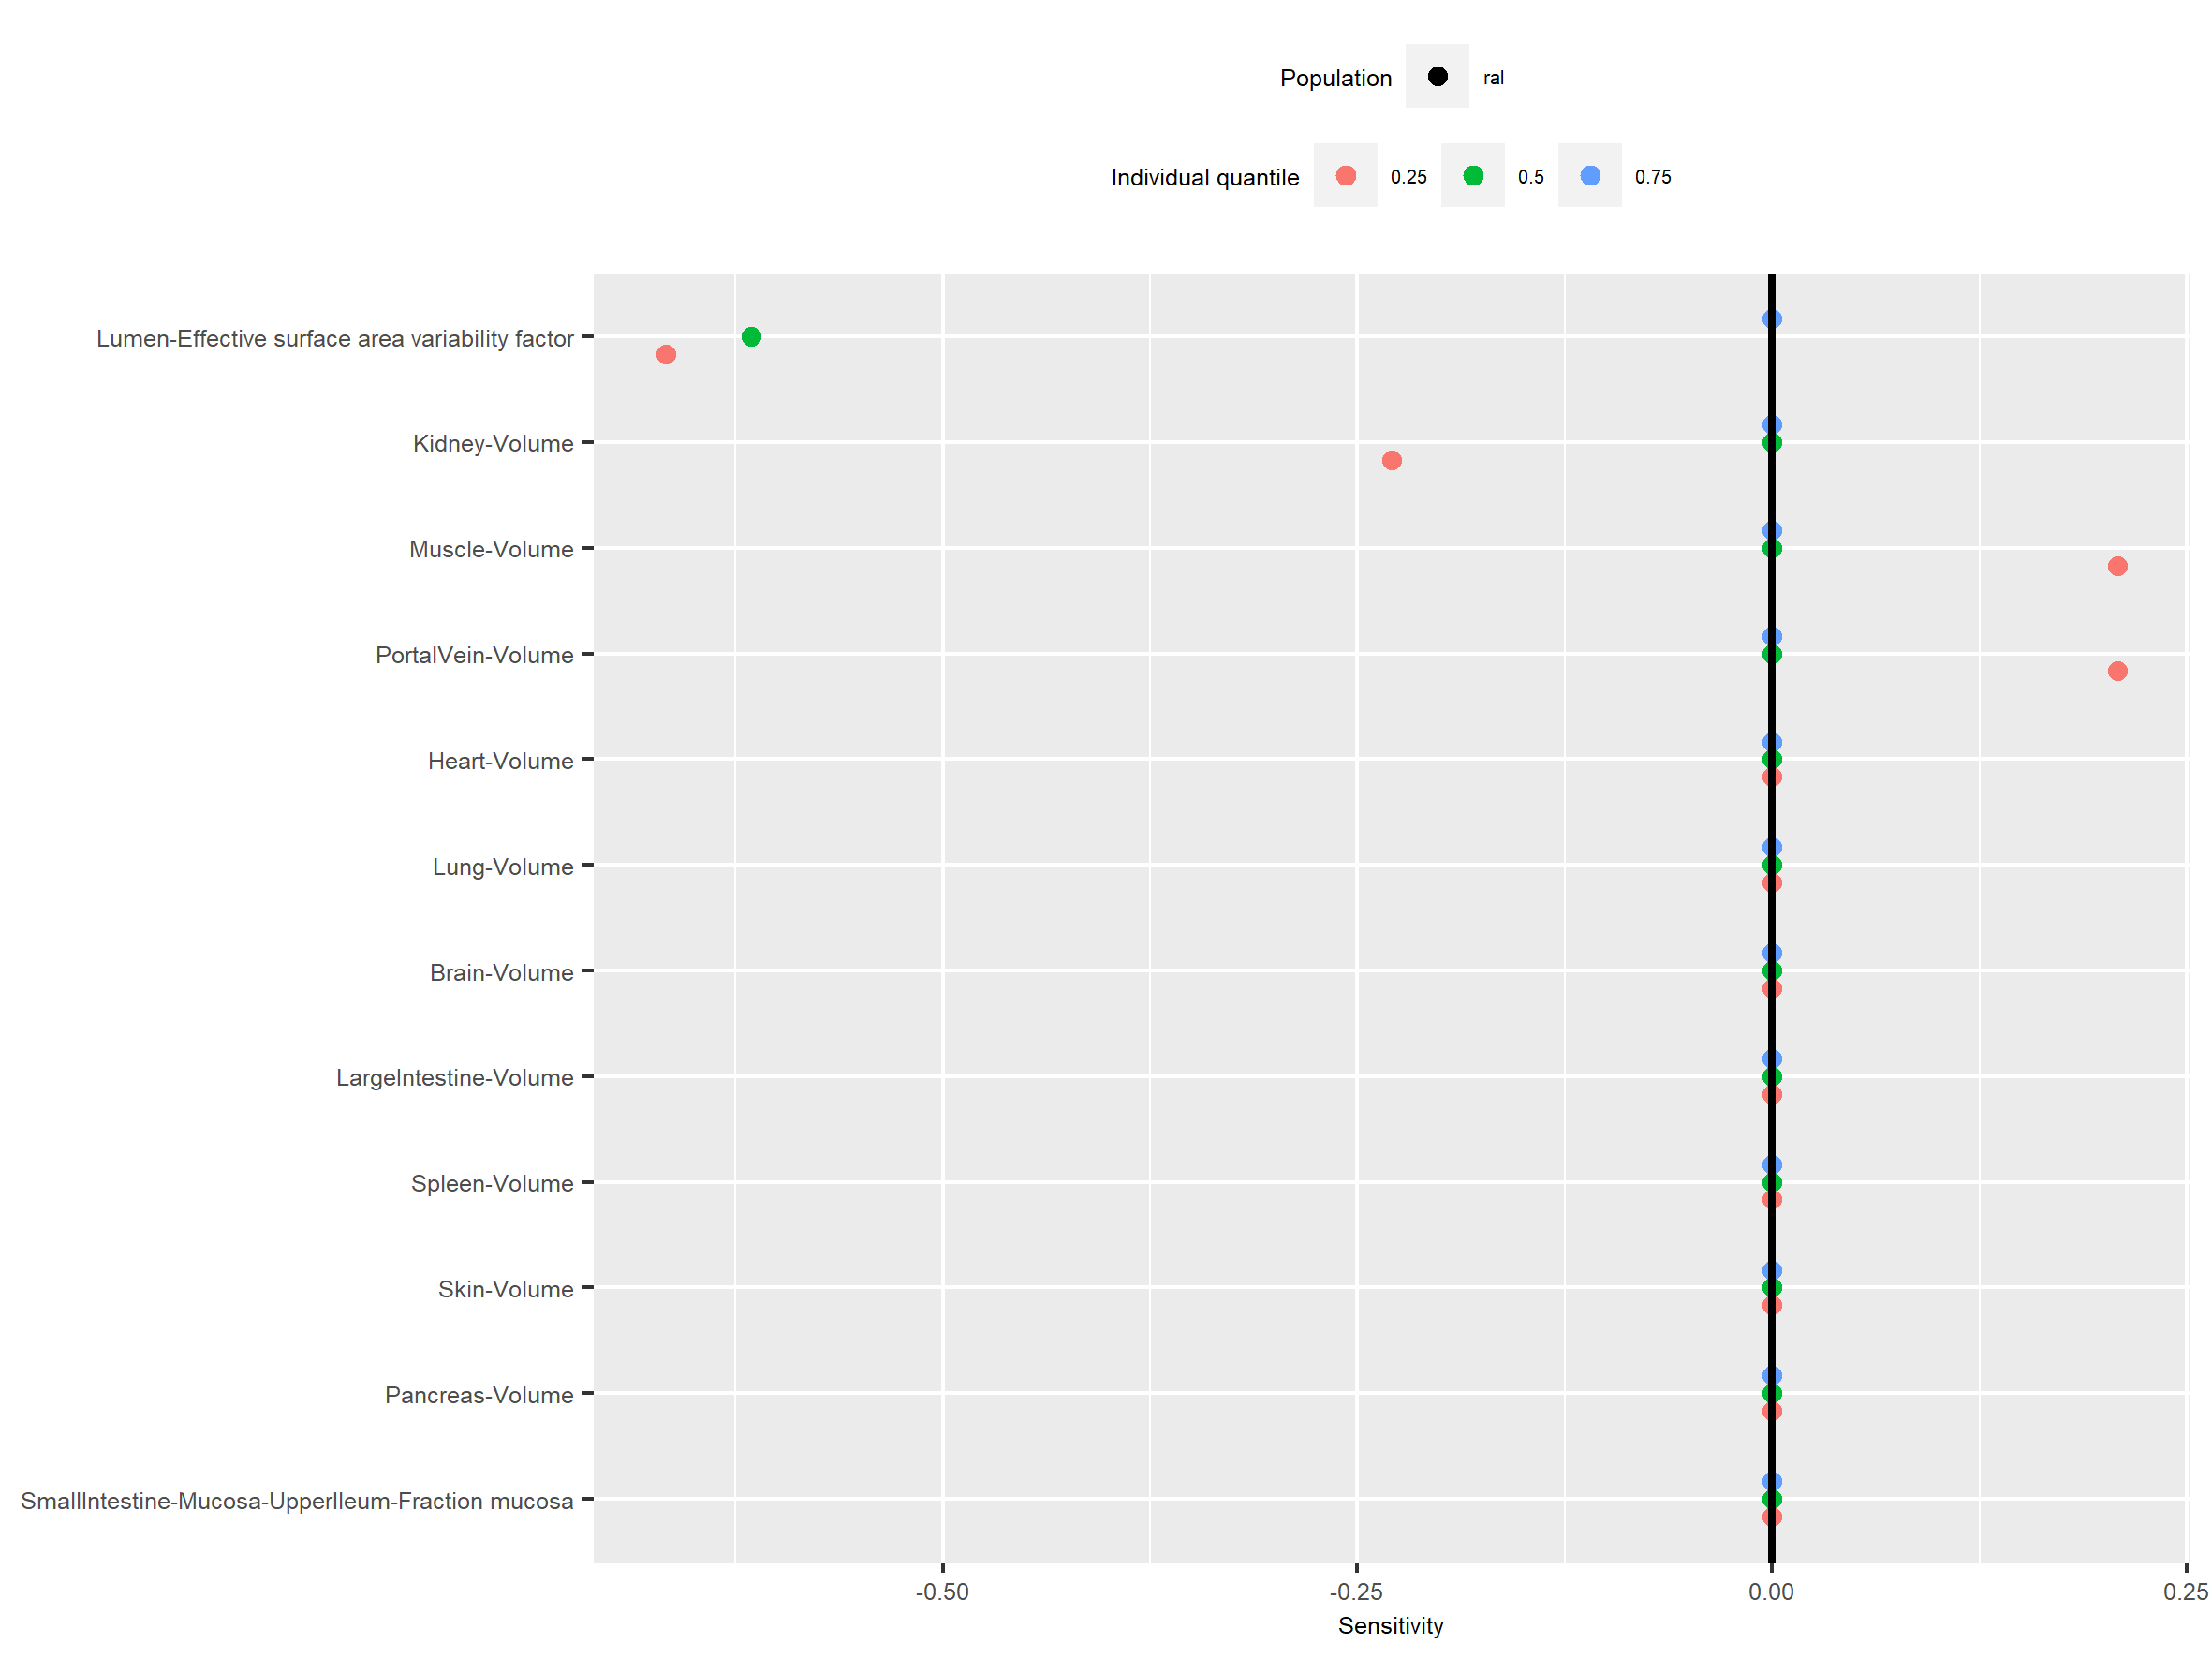 Population ral
Individual quantile 0.25 0.5 0.75
Lumen-Effective surface area variability factor
Kidney-Volume
Muscle-Volume
PortalVein-Volume
Heart-Volume
Lung-Volume
Brain-Volume
LargeIntestine-Volume
Spleen-Volume
Skin-Volume
Pancreas-Volume
SmallIntestine-Mucosa-UpperIleum-Fraction mucosa
-0.50 -0.25 0.00 0.25
Sensitivity